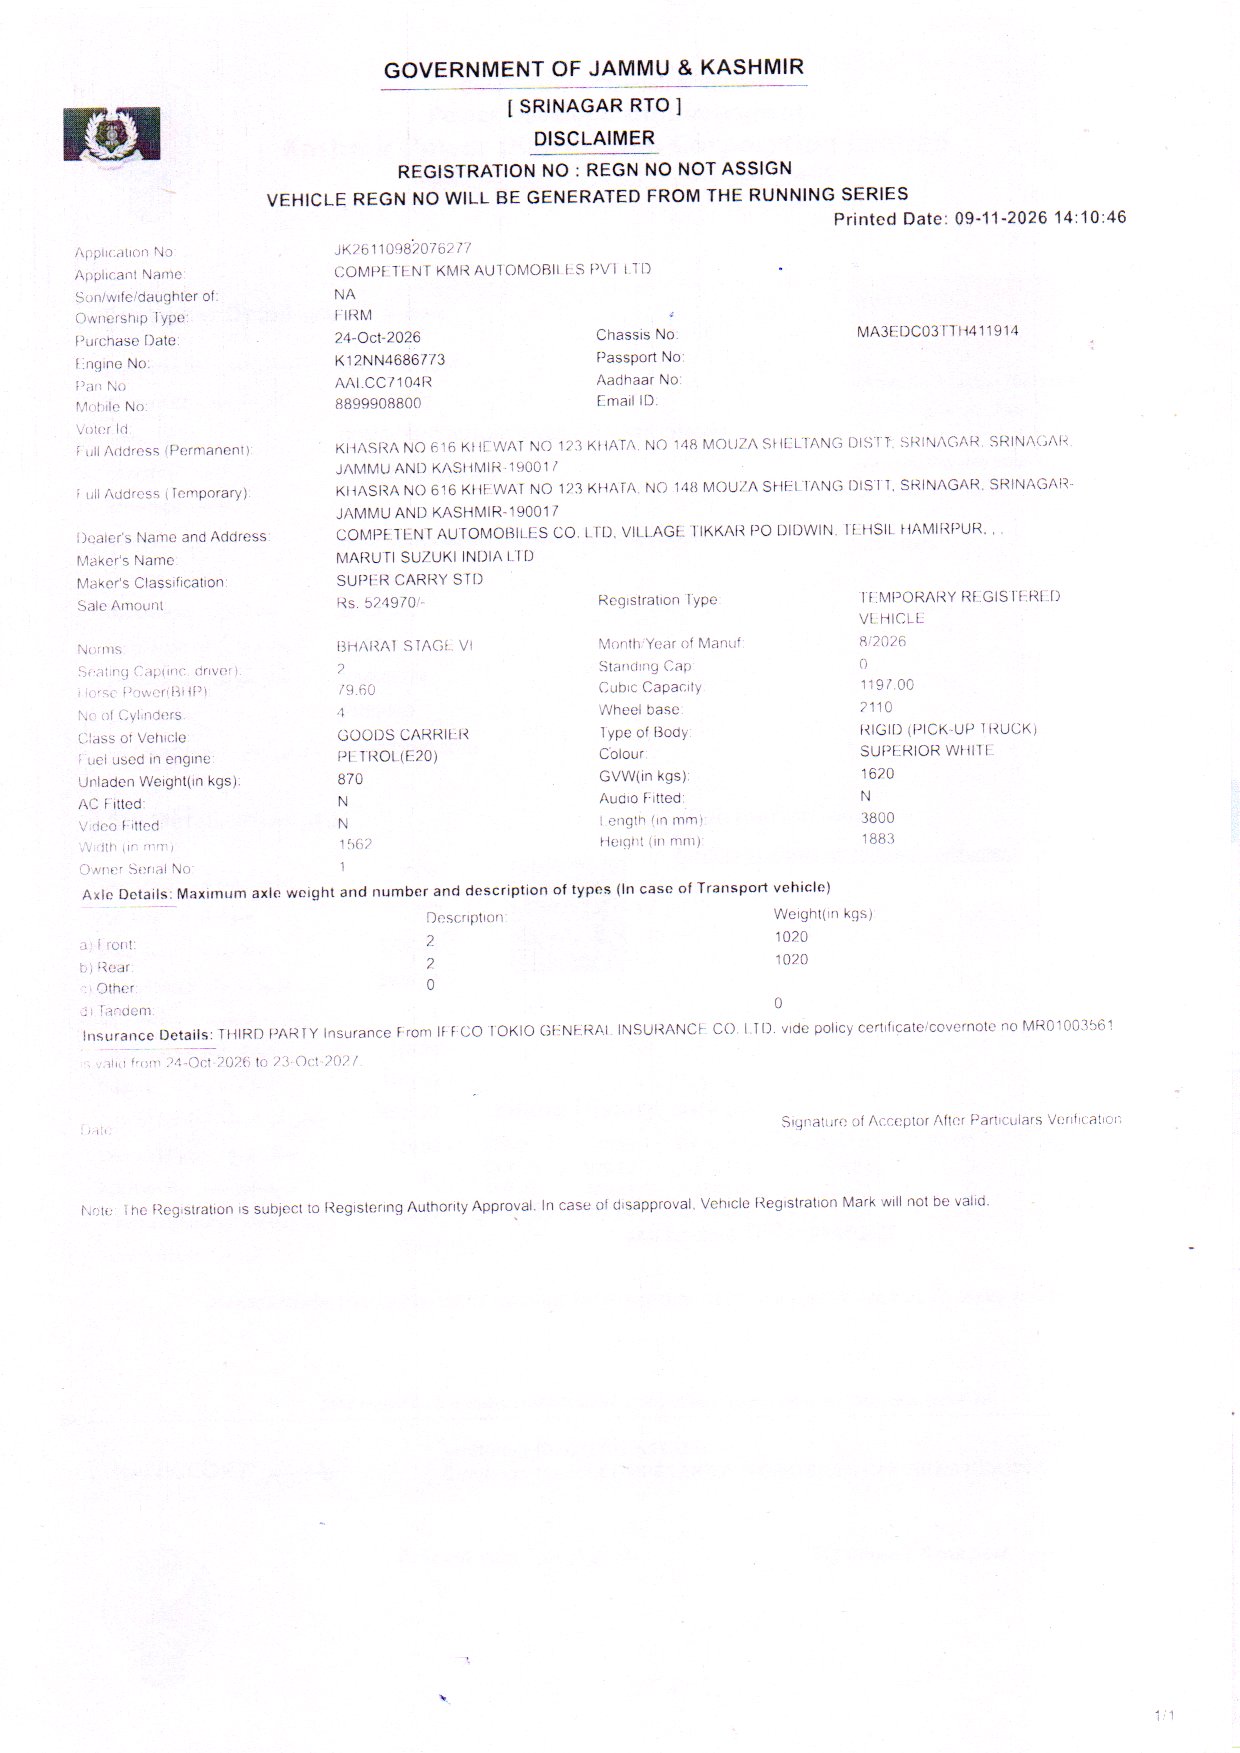 GOVERNMENT OF JAMMU & KASHMIR
[ SRINAGAR RTO ]
DISCLAIMER
REGISTRATION NO : REGN NO NOT ASSIGN
VEHICLE REGN NO WILL BE GENERATED FROM THE RUNNING SERIES
Printed Date: 09-11-2026 14:10:46
Application No JK26110982076277
Applicant Name: COMPETENT KMR AUTOMOBILES PVT LTD
Son/wife/daughter of: NA
Ownership Type: FIRM
Purchase Date: 24-Oct-2026 Chassis No: MA3EDC03TTH411914
Engine No: K12NN4686773 Passport No:
Pan No AALCC7104R Aadhaar No:
Mobile No: 8899908800 Email ID:
Voter Id
Full Address (Permanent): KHASRA NO 616 KHEWAT NO 123 KHATA. NO 148 MOUZA SHELTANG DISTT, SRINAGAR, SRINAGAR,
JAMMU AND KASHMIR-190017
Full Address (Temporary): KHASRA NO 616 KHEWAT NO 123 KHATA. NO 148 MOUZA SHELTANG DISTT, SRINAGAR, SRINAGAR-
JAMMU AND KASHMIR-190017
Dealer's Name and Address: COMPETENT AUTOMOBILES CO. LTD, VILLAGE TIKKAR PO DIDWIN, TEHSIL HAMIRPUR, , ,
Maker's Name: MARUTI SUZUKI INDIA LTD
Maker's Classification: SUPER CARRY STD
Sale Amount Rs. 524970/- Registration Type: TEMPORARY REGISTERED
VEHICLE
Norms BHARAT STAGE VI Month/Year of Manuf: 8/2026
Seating Cap(inc. driver): 2 Standing Cap: 0
Horse Power(BHP) 79.60 Cubic Capacity 1197.00
No of Cylinders: 4 Wheel base: 2110
Class of Vehicle: GOODS CARRIER Type of Body: RIGID (PICK-UP TRUCK)
Fuel used in engine: PETROL(E20) Colour: SUPERIOR WHITE
Unladen Weight(in kgs): 870 GVW(in kgs): 1620
AC Fitted: N Audio Fitted: N
Video Fitted: N Length (in mm): 3800
Width (in mm) 1562 Height (in mm): 1883
Owner Serial No: 1
Axle Details: Maximum axle weight and number and description of types (In case of Transport vehicle)
Description: Weight(in kgs)
a) Front: 2 1020
b) Rear: 2 1020
c) Other: 0
d) Tandem: 0
Insurance Details: THIRD PARTY Insurance From IFFCO TOKIO GENERAL INSURANCE CO. LTD. vide policy certificate/covernote no MR01003561
is valid from 24-Oct-2026 to 23-Oct-2027.
Date Signature of Acceptor After Particulars Verification
Note: The Registration is subject to Registering Authority Approval. In case of disapproval, Vehicle Registration Mark will not be valid.
1/1